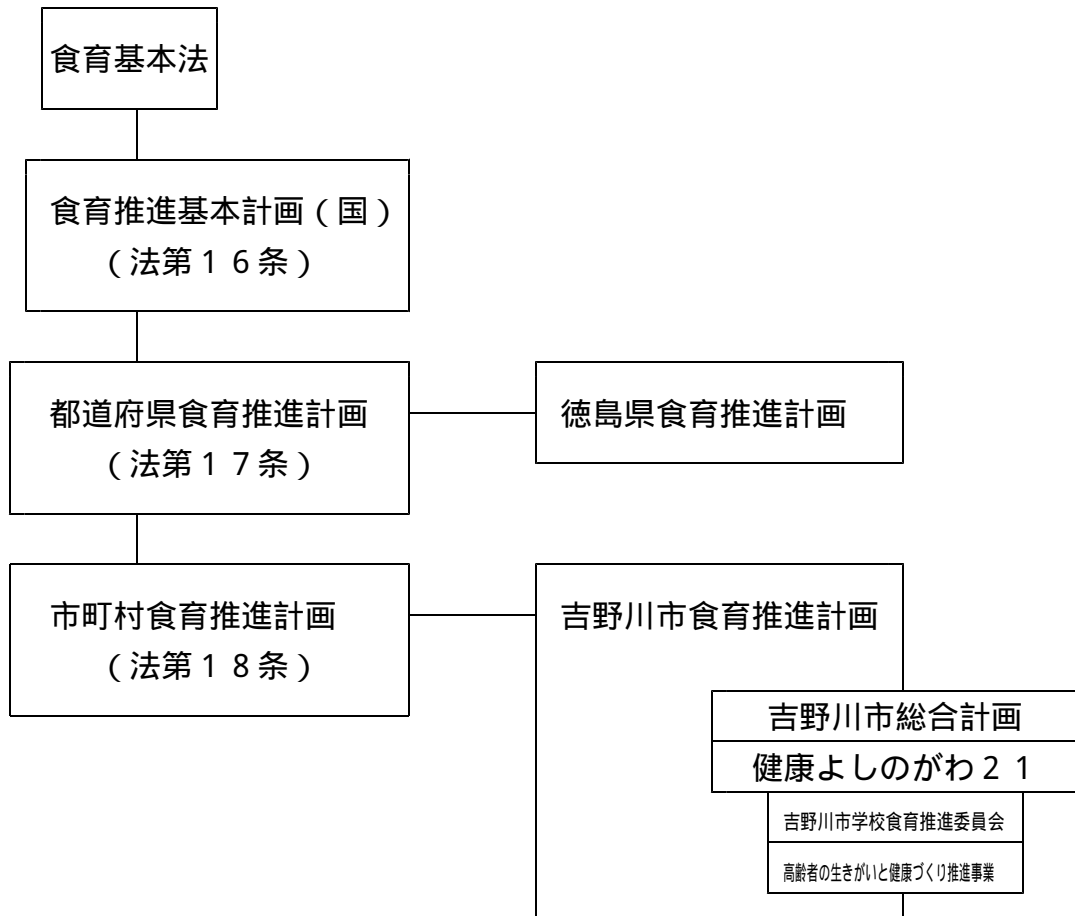 食育基本法
食育推進基本計画（国）
（法第１６条）
都道府県食育推進計画
（法第１７条）
徳島県食育推進計画
市町村食育推進計画
（法第１８条）
吉野川市食育推進計画
吉野川市総合計画
健康よしのがわ２１
吉野川市学校食育推進委員会
高齢者の生きがいと健康づくり推進事業